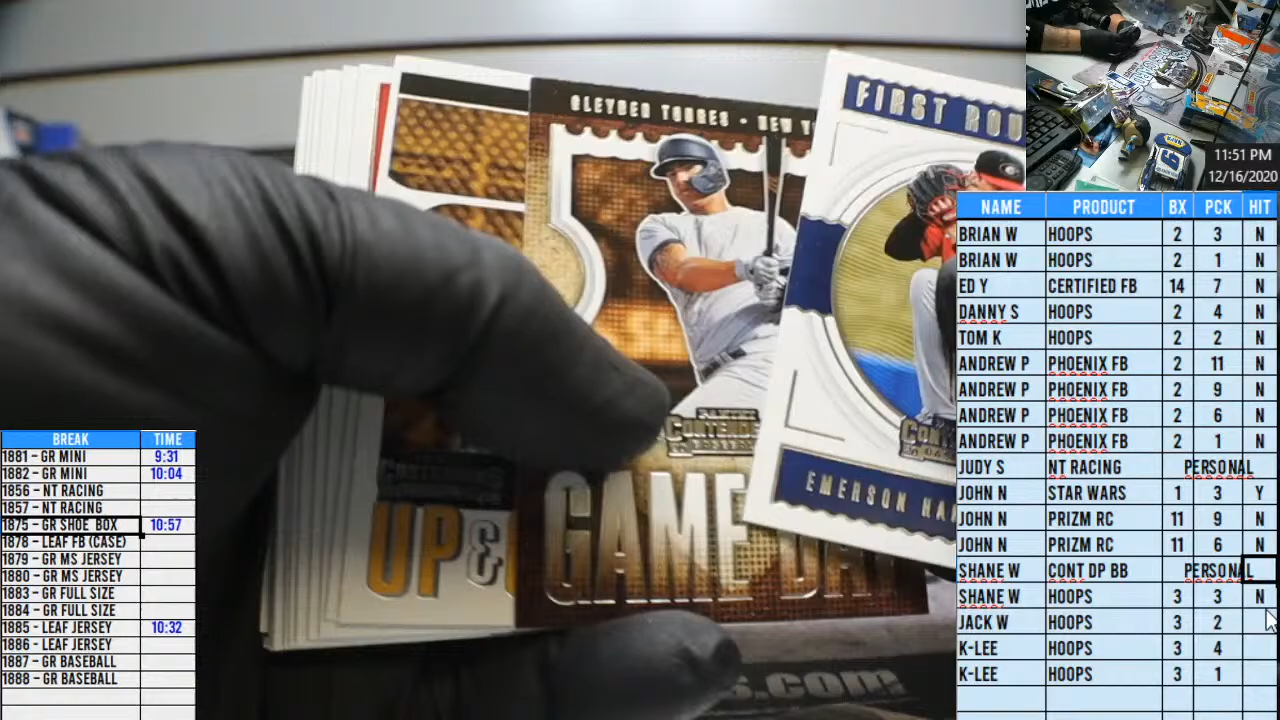 GLEYBER TORRES • NEW Y
FIRST ROU
UP &
GAME DA
EMERSON HAN
s.com
11:51 PM
12/16/2020
NAME PRODUCT BX PCK HIT
BRIAN W HOOPS 2 3 N
BRIAN W HOOPS 2 1 N
ED Y CERTIFIED FB 14 7 N
DANNY S HOOPS 2 4 N
TOM K HOOPS 2 2 N
ANDREW P PHOENIX FB 2 11 N
ANDREW P PHOENIX FB 2 9 N
ANDREW P PHOENIX FB 2 6 N
ANDREW P PHOENIX FB 2 1 N
JUDY S NT RACING PERSONAL
JOHN N STAR WARS 1 3 Y
JOHN N PRIZM RC 11 9 N
JOHN N PRIZM RC 11 6 N
SHANE W CONT DP BB PERSONAL
SHANE W HOOPS 3 3 N
JACK W HOOPS 3 2
K-LEE HOOPS 3 4
K-LEE HOOPS 3 1
BREAK TIME
1881 - GR MINI 9:31
1882 - GR MINI 10:04
1856 - NT RACING
1857 - NT RACING
1875 - GR SHOE BOX 10:57
1878 - LEAF FB (CASE)
1879 - GR MS JERSEY
1880 - GR MS JERSEY
1883 - GR FULL SIZE
1884 - GR FULL SIZE
1885 - LEAF JERSEY 10:32
1886 - LEAF JERSEY
1887 - GR BASEBALL
1888 - GR BASEBALL